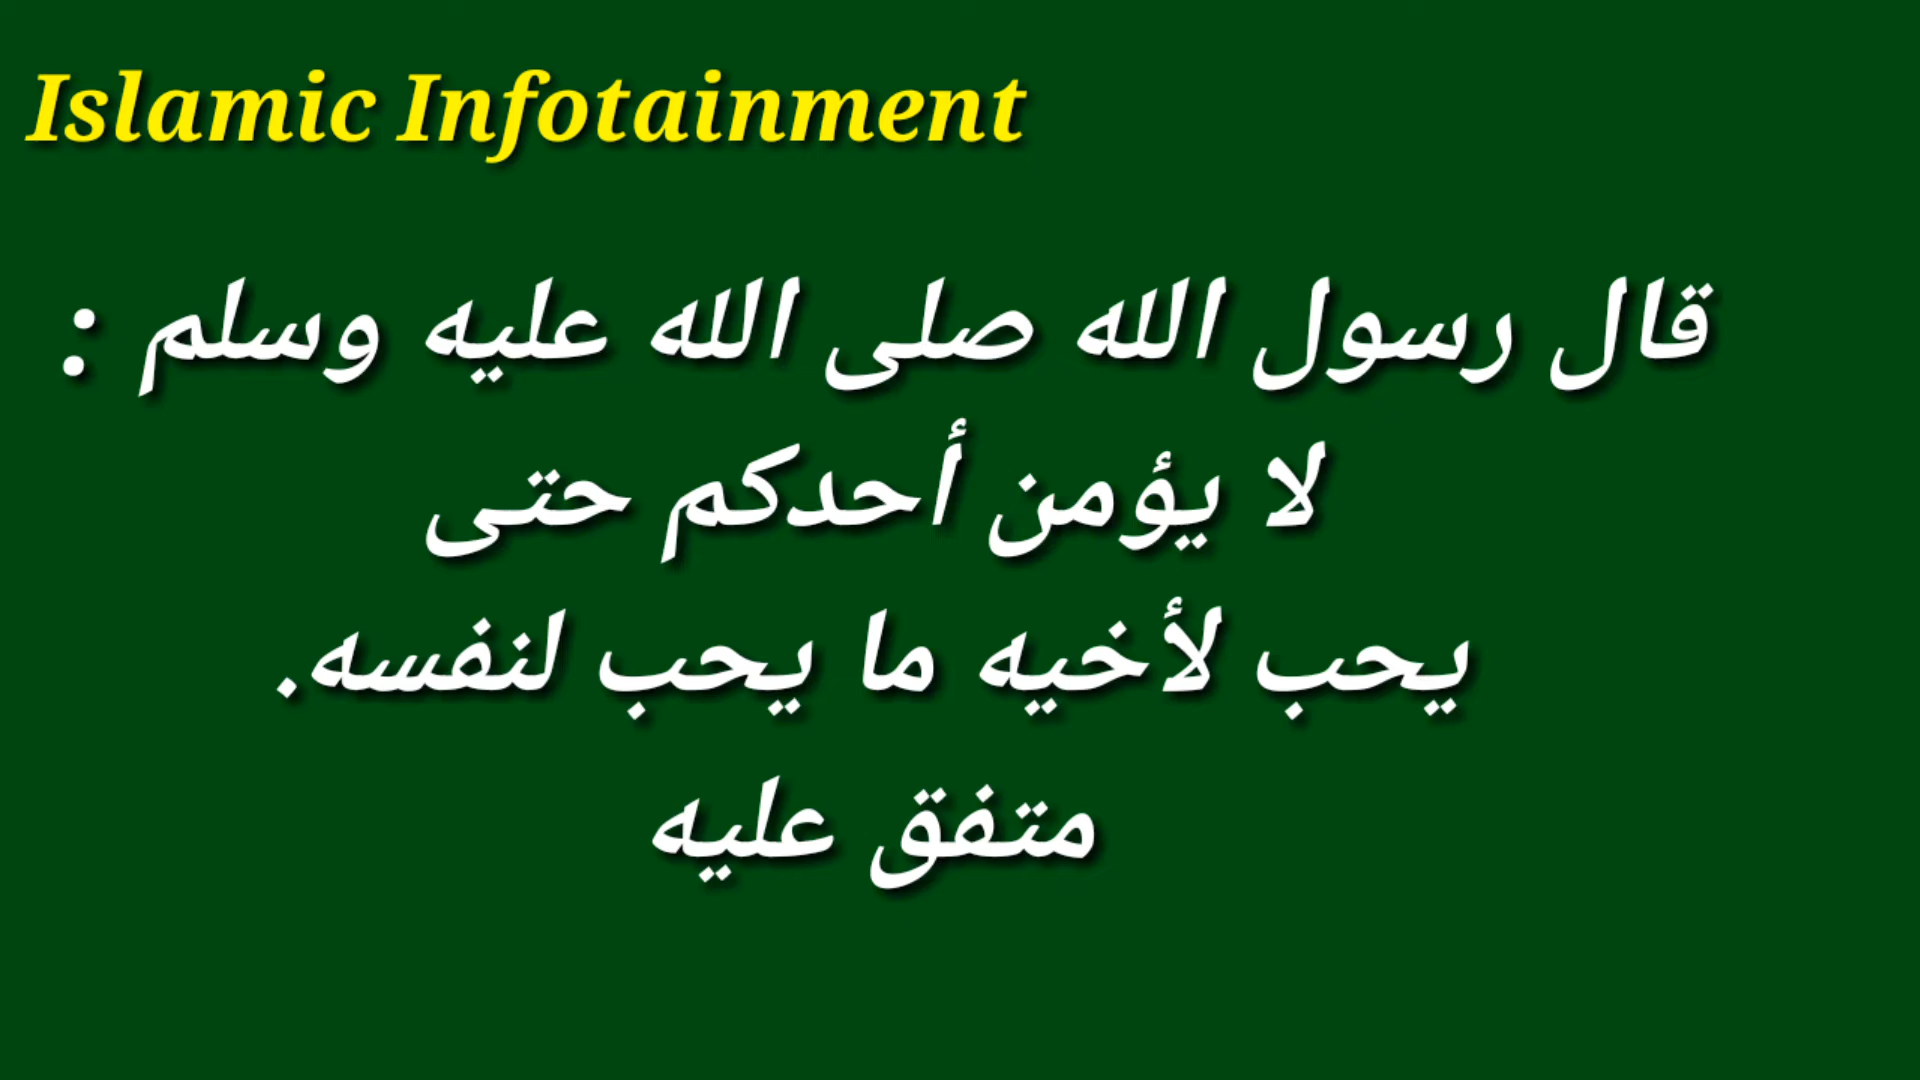 Islamic Infotainment
قال رسول الله صلى الله عليه وسلم :
لا يؤمن أحدكم حتى
يحب لأخيه ما يحب لنفسه.
متفق عليه